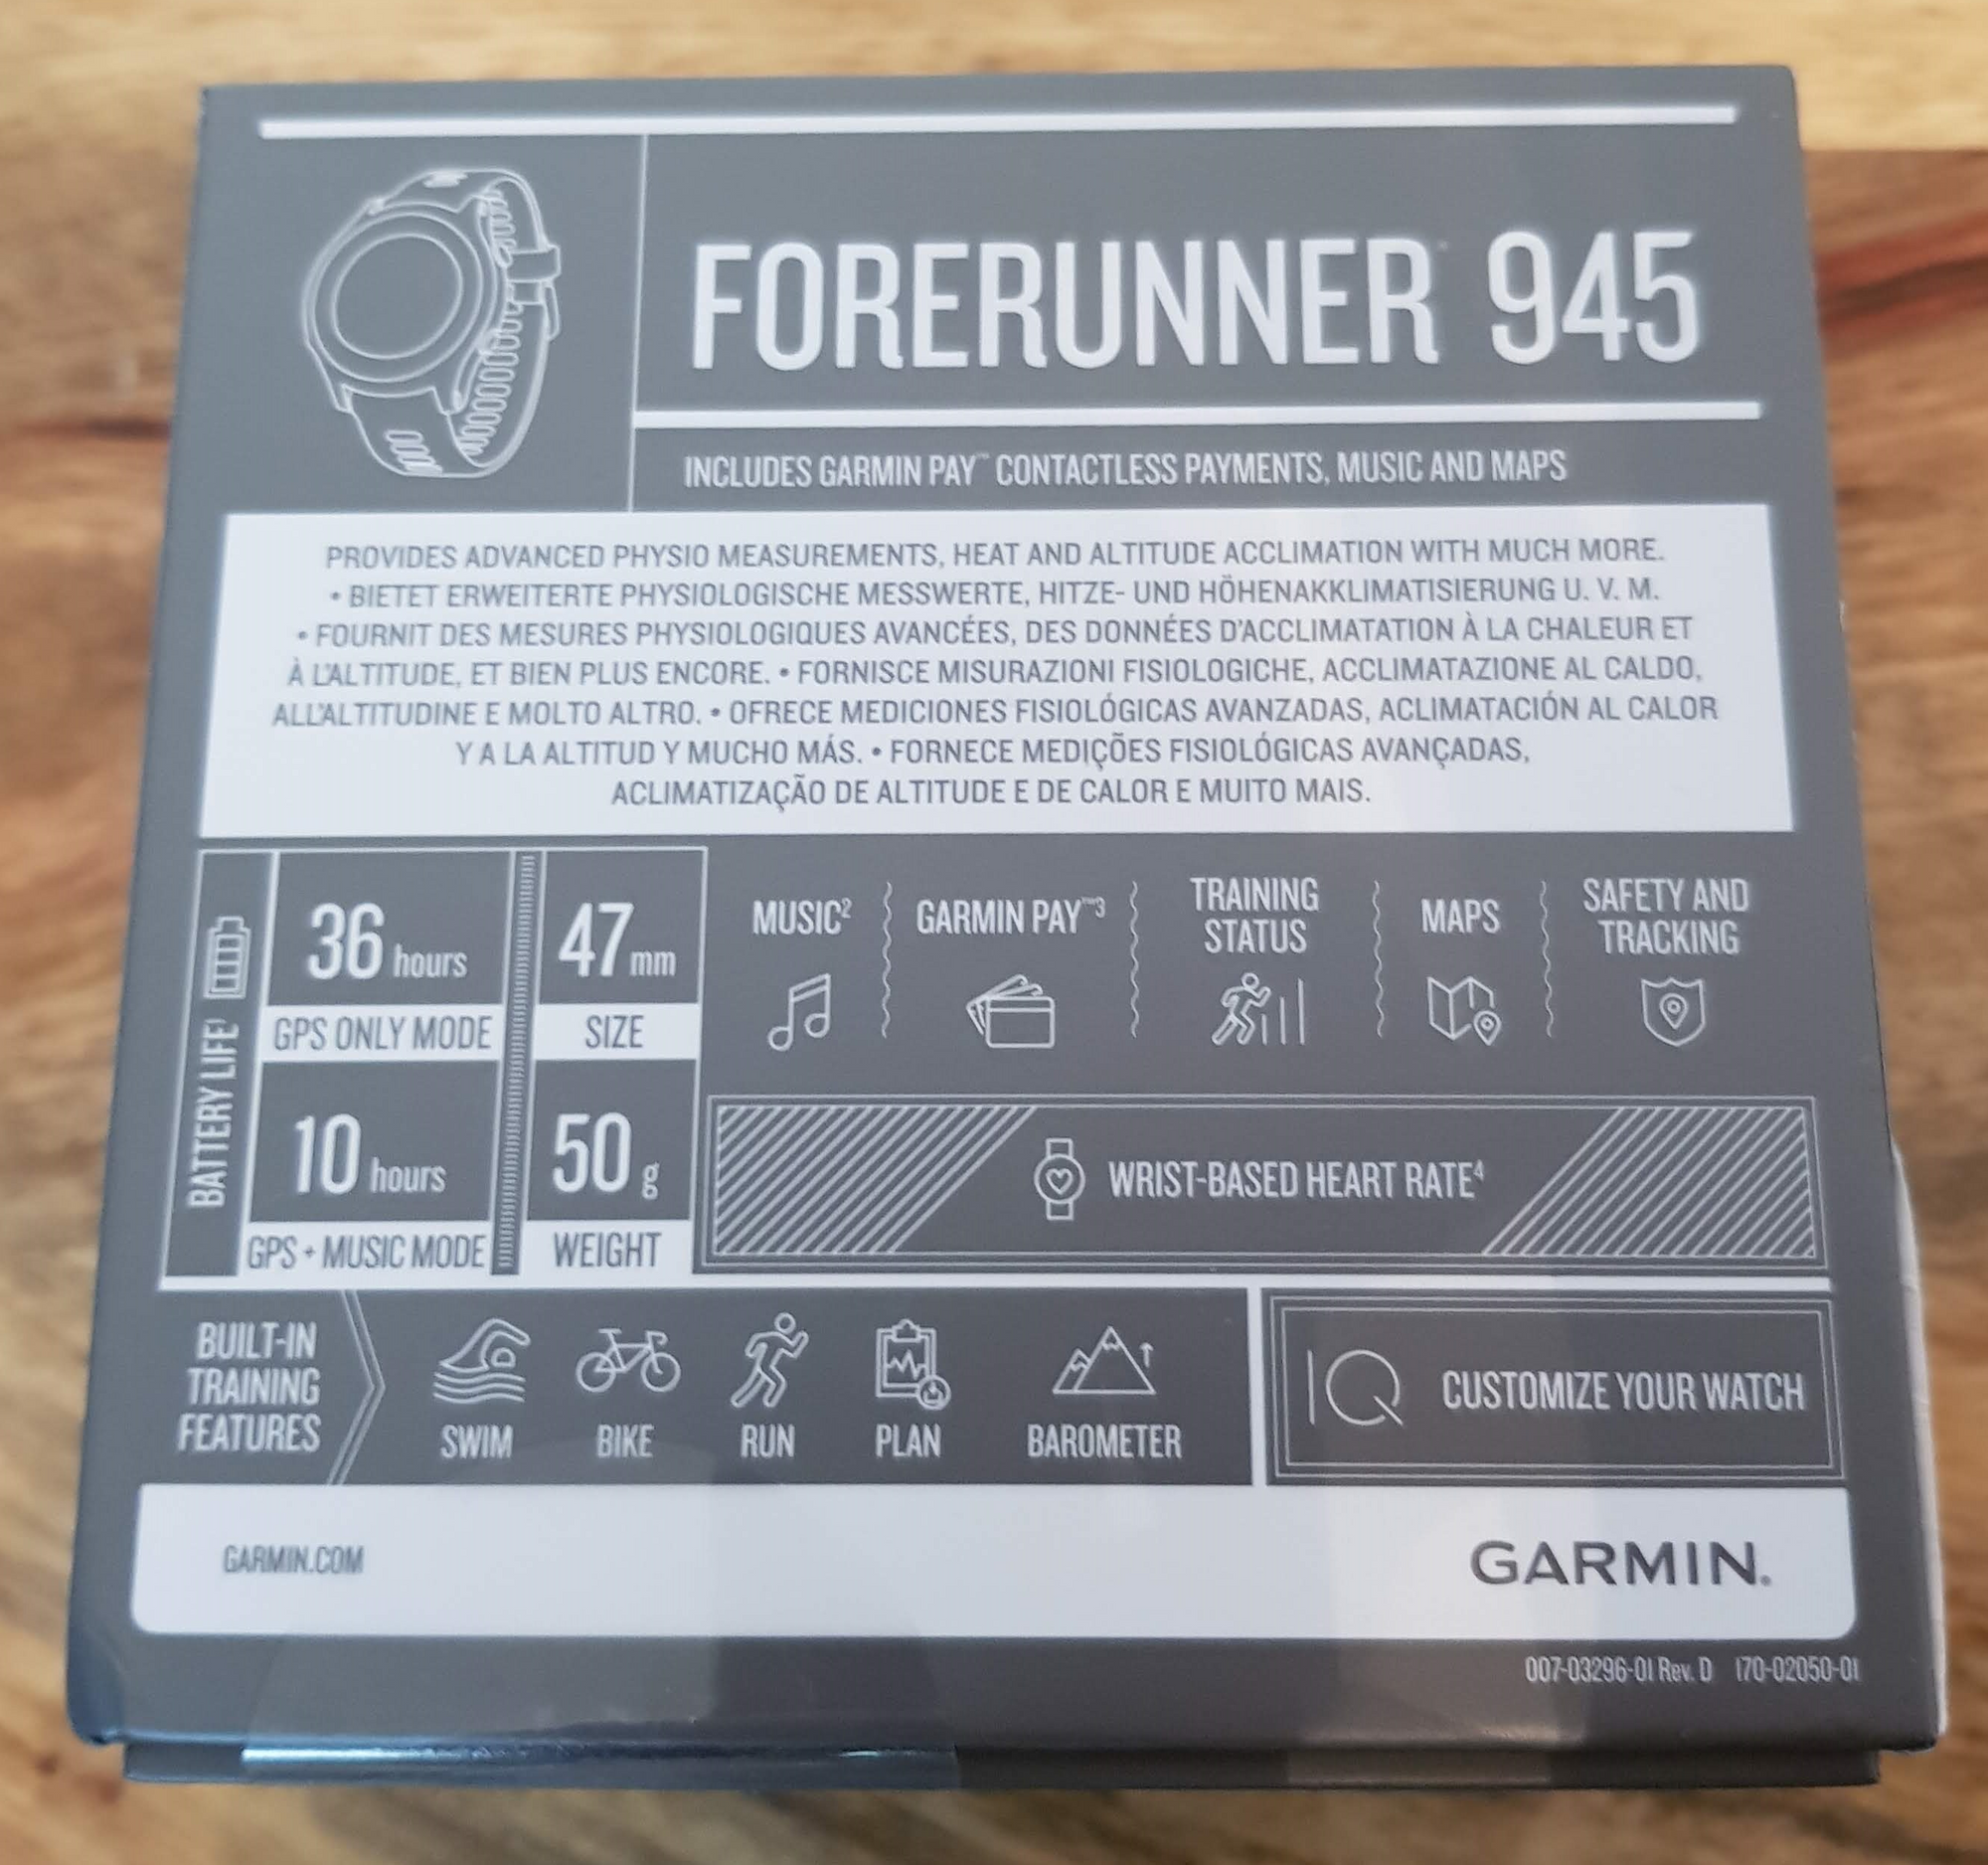 FORERUNNER® 945
INCLUDES GARMIN PAY™ CONTACTLESS PAYMENTS, MUSIC AND MAPS
PROVIDES ADVANCED PHYSIO MEASUREMENTS, HEAT AND ALTITUDE ACCLIMATION WITH MUCH MORE.
• BIETET ERWEITERTE PHYSIOLOGISCHE MESSWERTE, HITZE- UND HÖHENAKKLIMATISIERUNG U. V. M.
• FOURNIT DES MESURES PHYSIOLOGIQUES AVANCÉES, DES DONNÉES D'ACCLIMATATION À LA CHALEUR ET
À L'ALTITUDE, ET BIEN PLUS ENCORE. • FORNISCE MISURAZIONI FISIOLOGICHE, ACCLIMATAZIONE AL CALDO,
ALL'ALTITUDINE E MOLTO ALTRO. • OFRECE MEDICIONES FISIOLÓGICAS AVANZADAS, ACLIMATACIÓN AL CALOR
Y A LA ALTITUD Y MUCHO MÁS. • FORNECE MEDIÇÕES FISIOLÓGICAS AVANÇADAS,
ACLIMATIZAÇÃO DE ALTITUDE E DE CALOR E MUITO MAIS.
BATTERY LIFE¹
36 hours
GPS ONLY MODE
10 hours
GPS + MUSIC MODE
47 mm
SIZE
50 g
WEIGHT
MUSIC²
GARMIN PAY™³
TRAINING
STATUS
MAPS
SAFETY AND
TRACKING
WRIST-BASED HEART RATE⁴
BUILT-IN
TRAINING
FEATURES
SWIM
BIKE
RUN
PLAN
BAROMETER
IQ
CUSTOMIZE YOUR WATCH
GARMIN.COM
GARMIN®
007-03296-01 Rev. D 170-02050-01